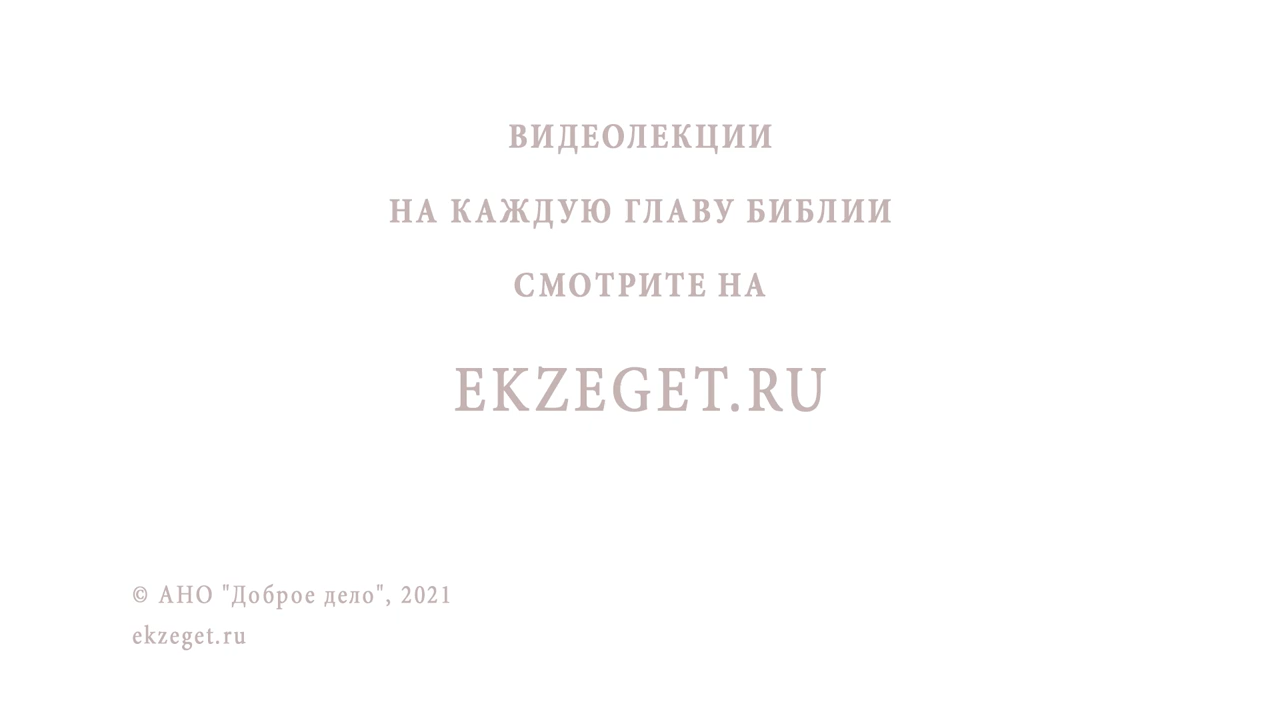 ВИДЕОЛЕКЦИИ
НА КАЖДУЮ ГЛАВУ БИБЛИИ
СМОТРИТЕ НА
EKZEGET.RU
© АНО "Доброе дело", 2021
ekzeget.ru